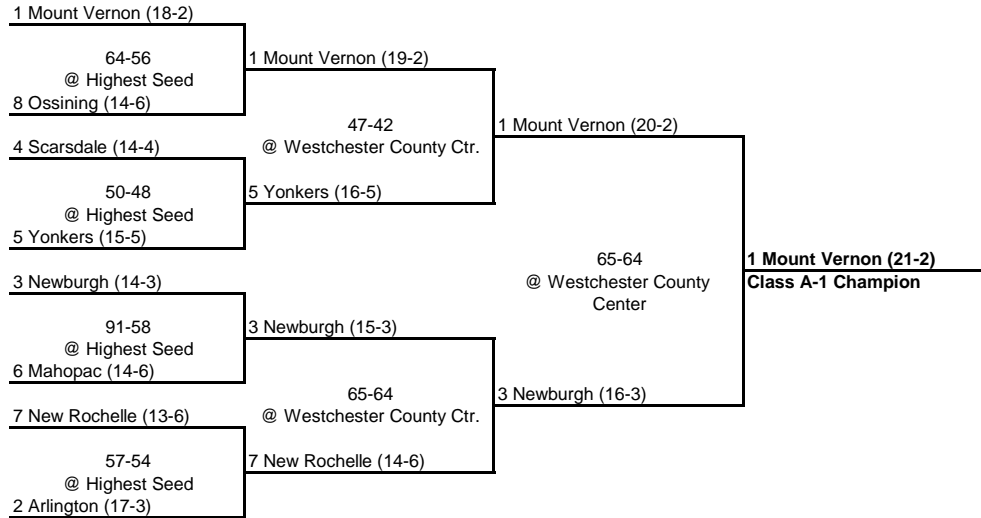 1 Mount Vernon (18-2)
64-56
@ Highest Seed
8 Ossining (14-6)
1 Mount Vernon (19-2)
47-42
@ Westchester County Ctr.
4 Scarsdale (14-4)
50-48
@ Highest Seed
5 Yonkers (15-5)
5 Yonkers (16-5)
1 Mount Vernon (20-2)
65-64
@ Westchester County
Center
1 Mount Vernon (21-2)
Class A-1 Champion
3 Newburgh (14-3)
91-58
@ Highest Seed
6 Mahopac (14-6)
3 Newburgh (15-3)
65-64
@ Westchester County Ctr.
3 Newburgh (16-3)
7 New Rochelle (13-6)
57-54
@ Highest Seed
2 Arlington (17-3)
7 New Rochelle (14-6)